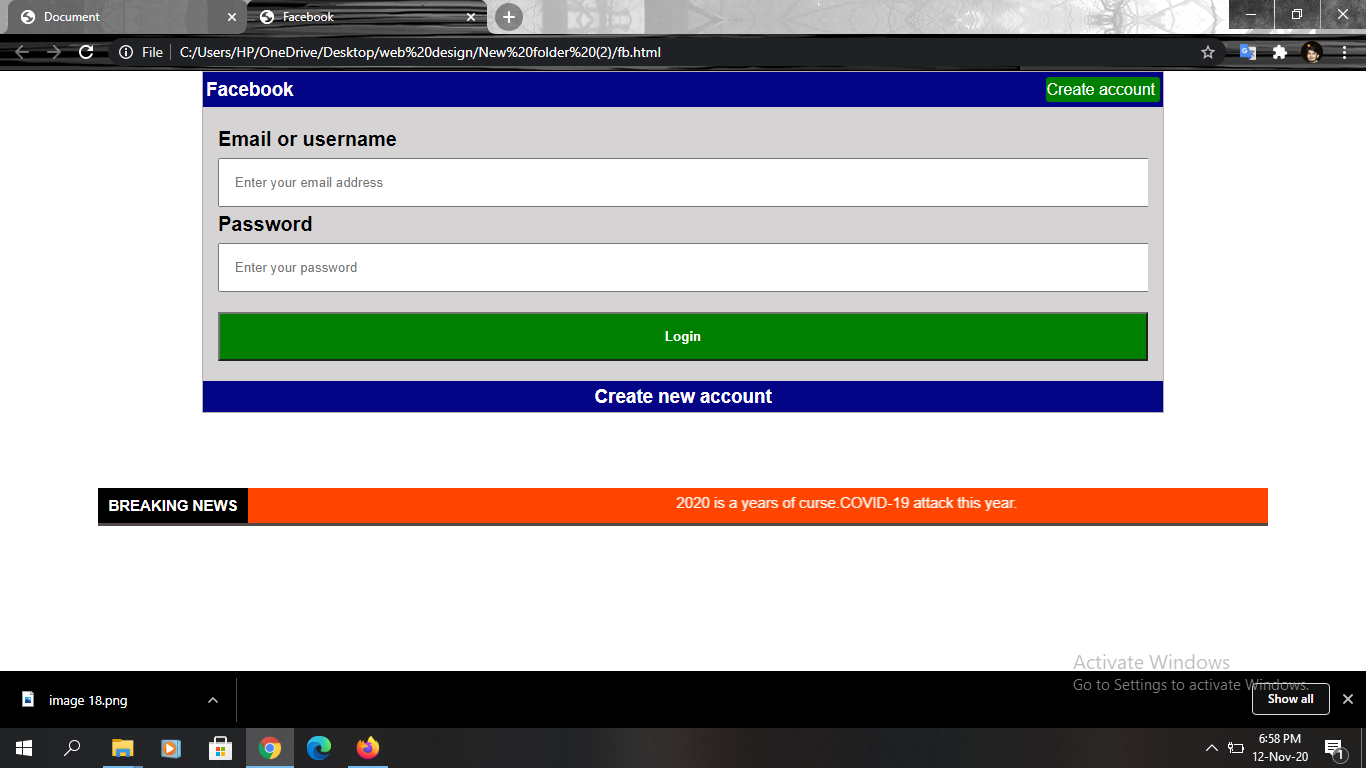 Document
Facebook
File
C:/Users/HP/OneDrive/Desktop/web%20design/New%20folder%20(2)/fb.html
Facebook
Create account
Email or username
Enter your email address
Password
Enter your password
Login
Create new account
BREAKING NEWS
2020 is a years of curse.COVID-19 attack this year.
Activate Windows
Go to Settings to activate Windows.
image 18.png
Show all
6:58 PM
12-Nov-20
1